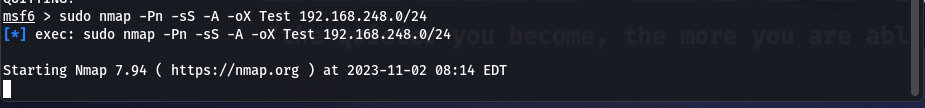 msf6 > sudo nmap -Pn -sS -A -oX Test 192.168.248.0/24
[*] exec: sudo nmap -Pn -sS -A -oX Test 192.168.248.0/24
you become, the more you are abl
Starting Nmap 7.94 ( https://nmap.org ) at 2023-11-02 08:14 EDT